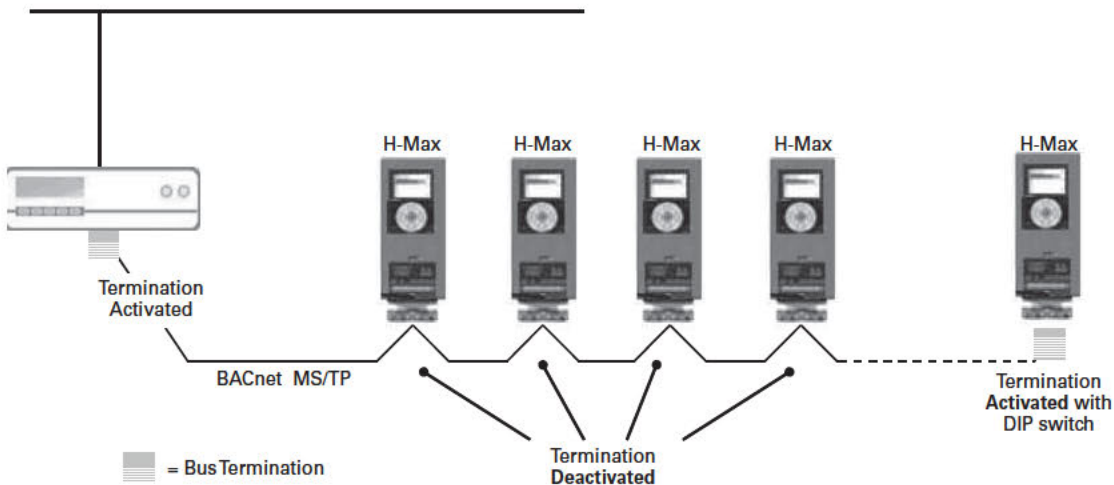 H-Max
H-Max
H-Max
H-Max
H-Max
Termination
Activated
BACnet MS/TP
Termination
Activated with
DIP switch
Termination
Deactivated
= Bus Termination